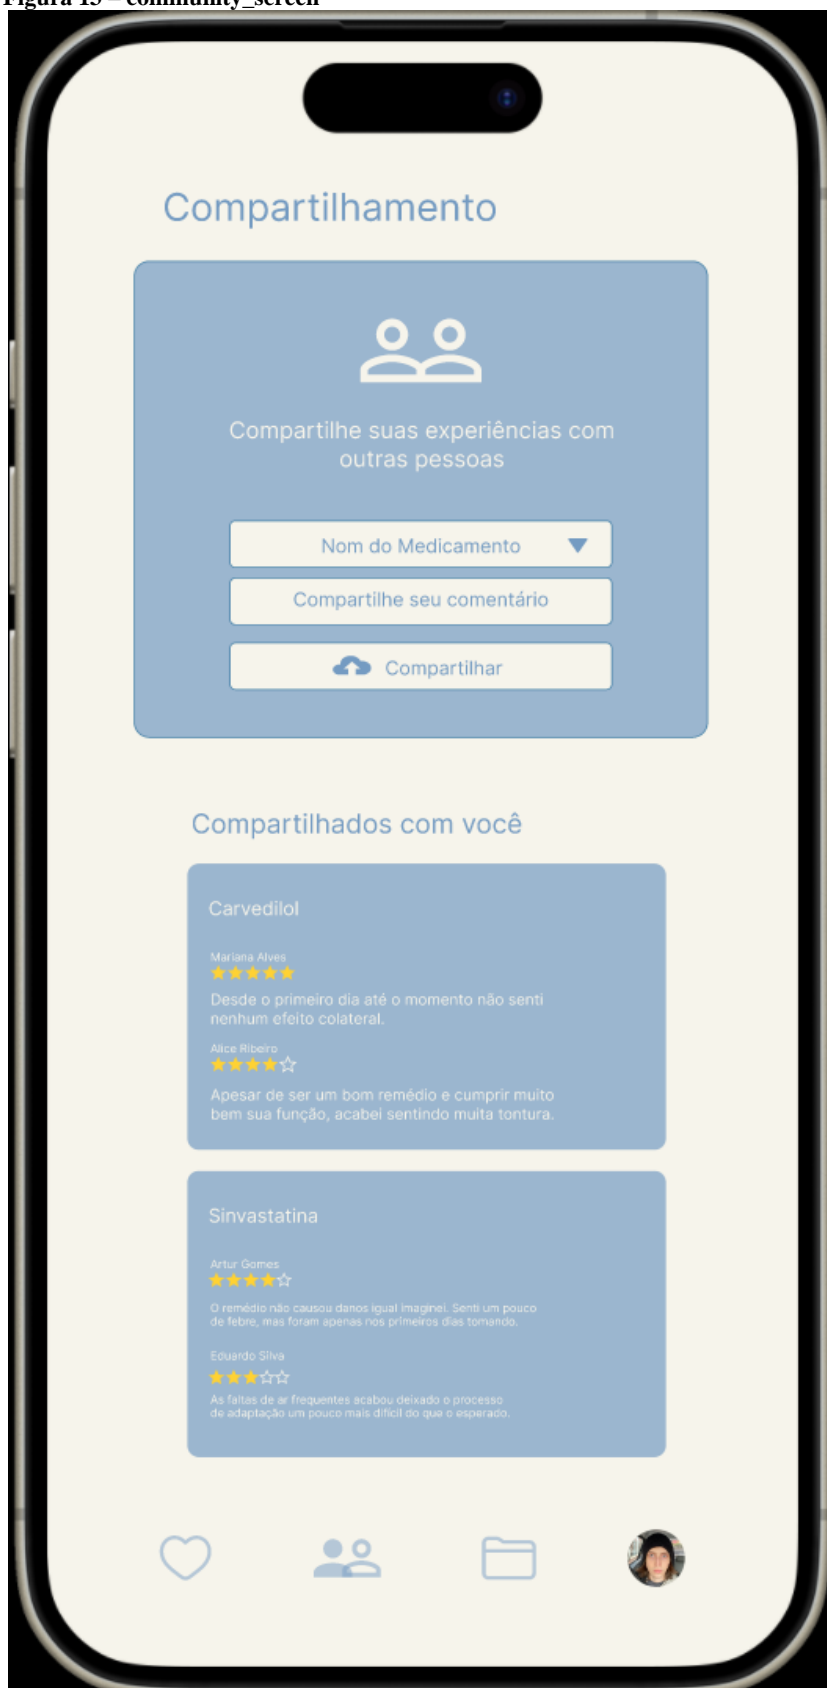 Figura 15 – community_screen
Compartilhamento
Compartilhe suas experiências com
outras pessoas
Nom do Medicamento
Compartilhe seu comentário
Compartilhar
Compartilhados com você
Carvedilol
Mariana Alves
Desde o primeiro dia até o momento não senti
nenhum efeito colateral.
Alice Ribeiro
Apesar de ser um bom remédio e cumprir muito
bem sua função, acabei sentindo muita tontura.
Sinvastatina
Artur Gomes
O remédio não causou danos igual imaginei. Senti um pouco
de febre, mas foram apenas nos primeiros dias tomando.
Eduardo Silva
As faltas de ar frequentes acabou deixado o processo
de adaptação um pouco mais difícil do que o esperado.